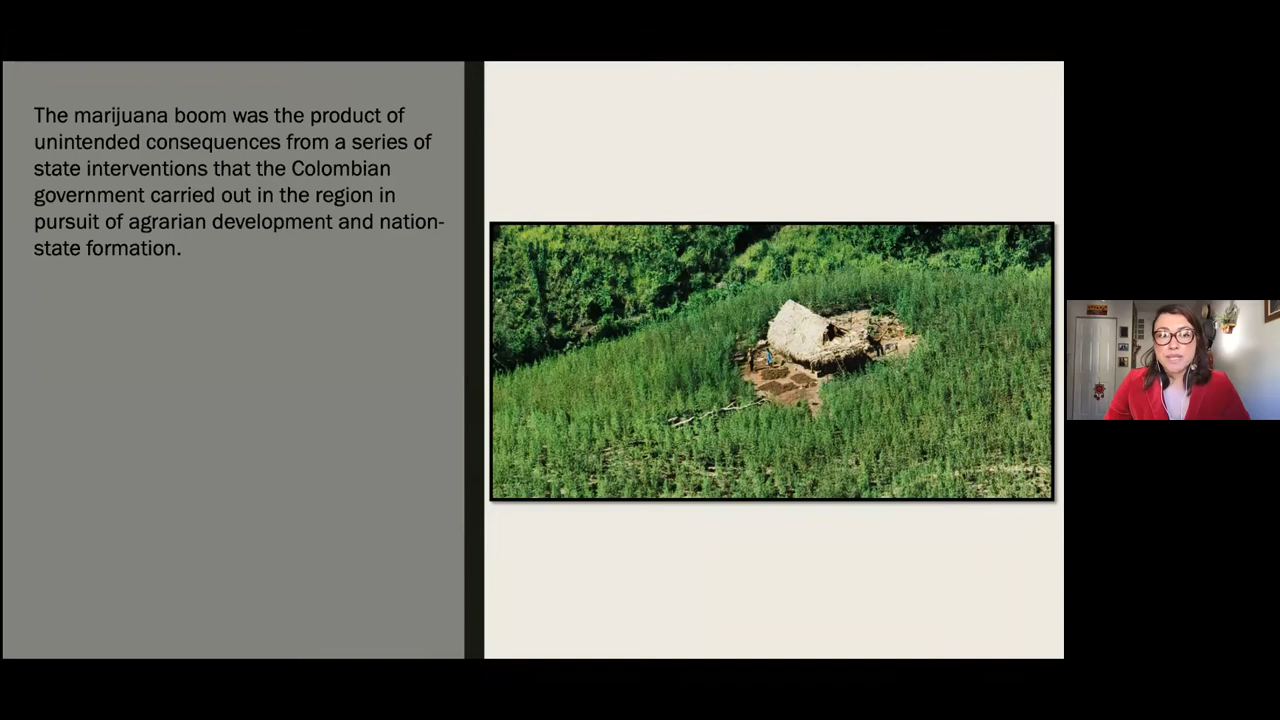 The marijuana boom was the product of
unintended consequences from a series of
state interventions that the Colombian
government carried out in the region in
pursuit of agrarian development and nation-
state formation.